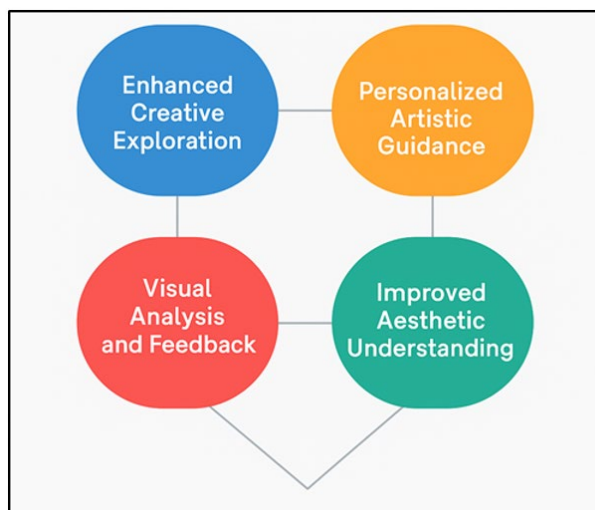 Enhanced
Creative
Exploration
Personalized
Artistic
Guidance
Visual
Analysis
and Feedback
Improved
Aesthetic
Understanding